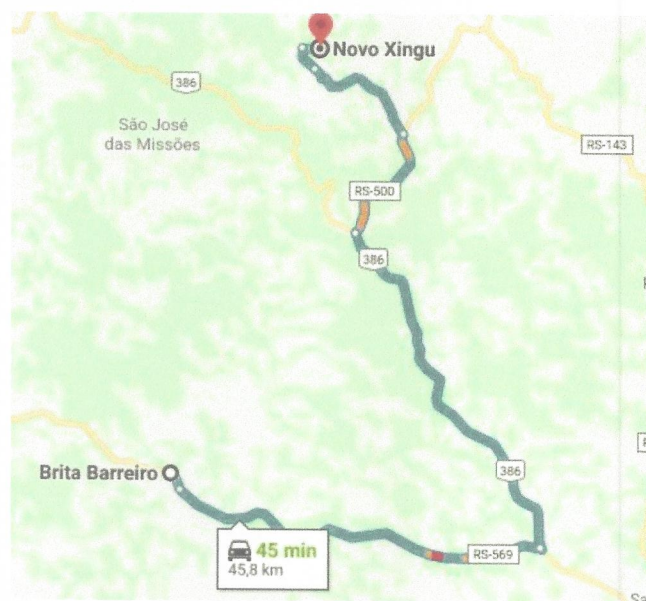 Novo Xingu
386
São José
das Missões
RS-143
RS-500
386
386
Brita Barreiro
45 min
45,8 km
RS-569